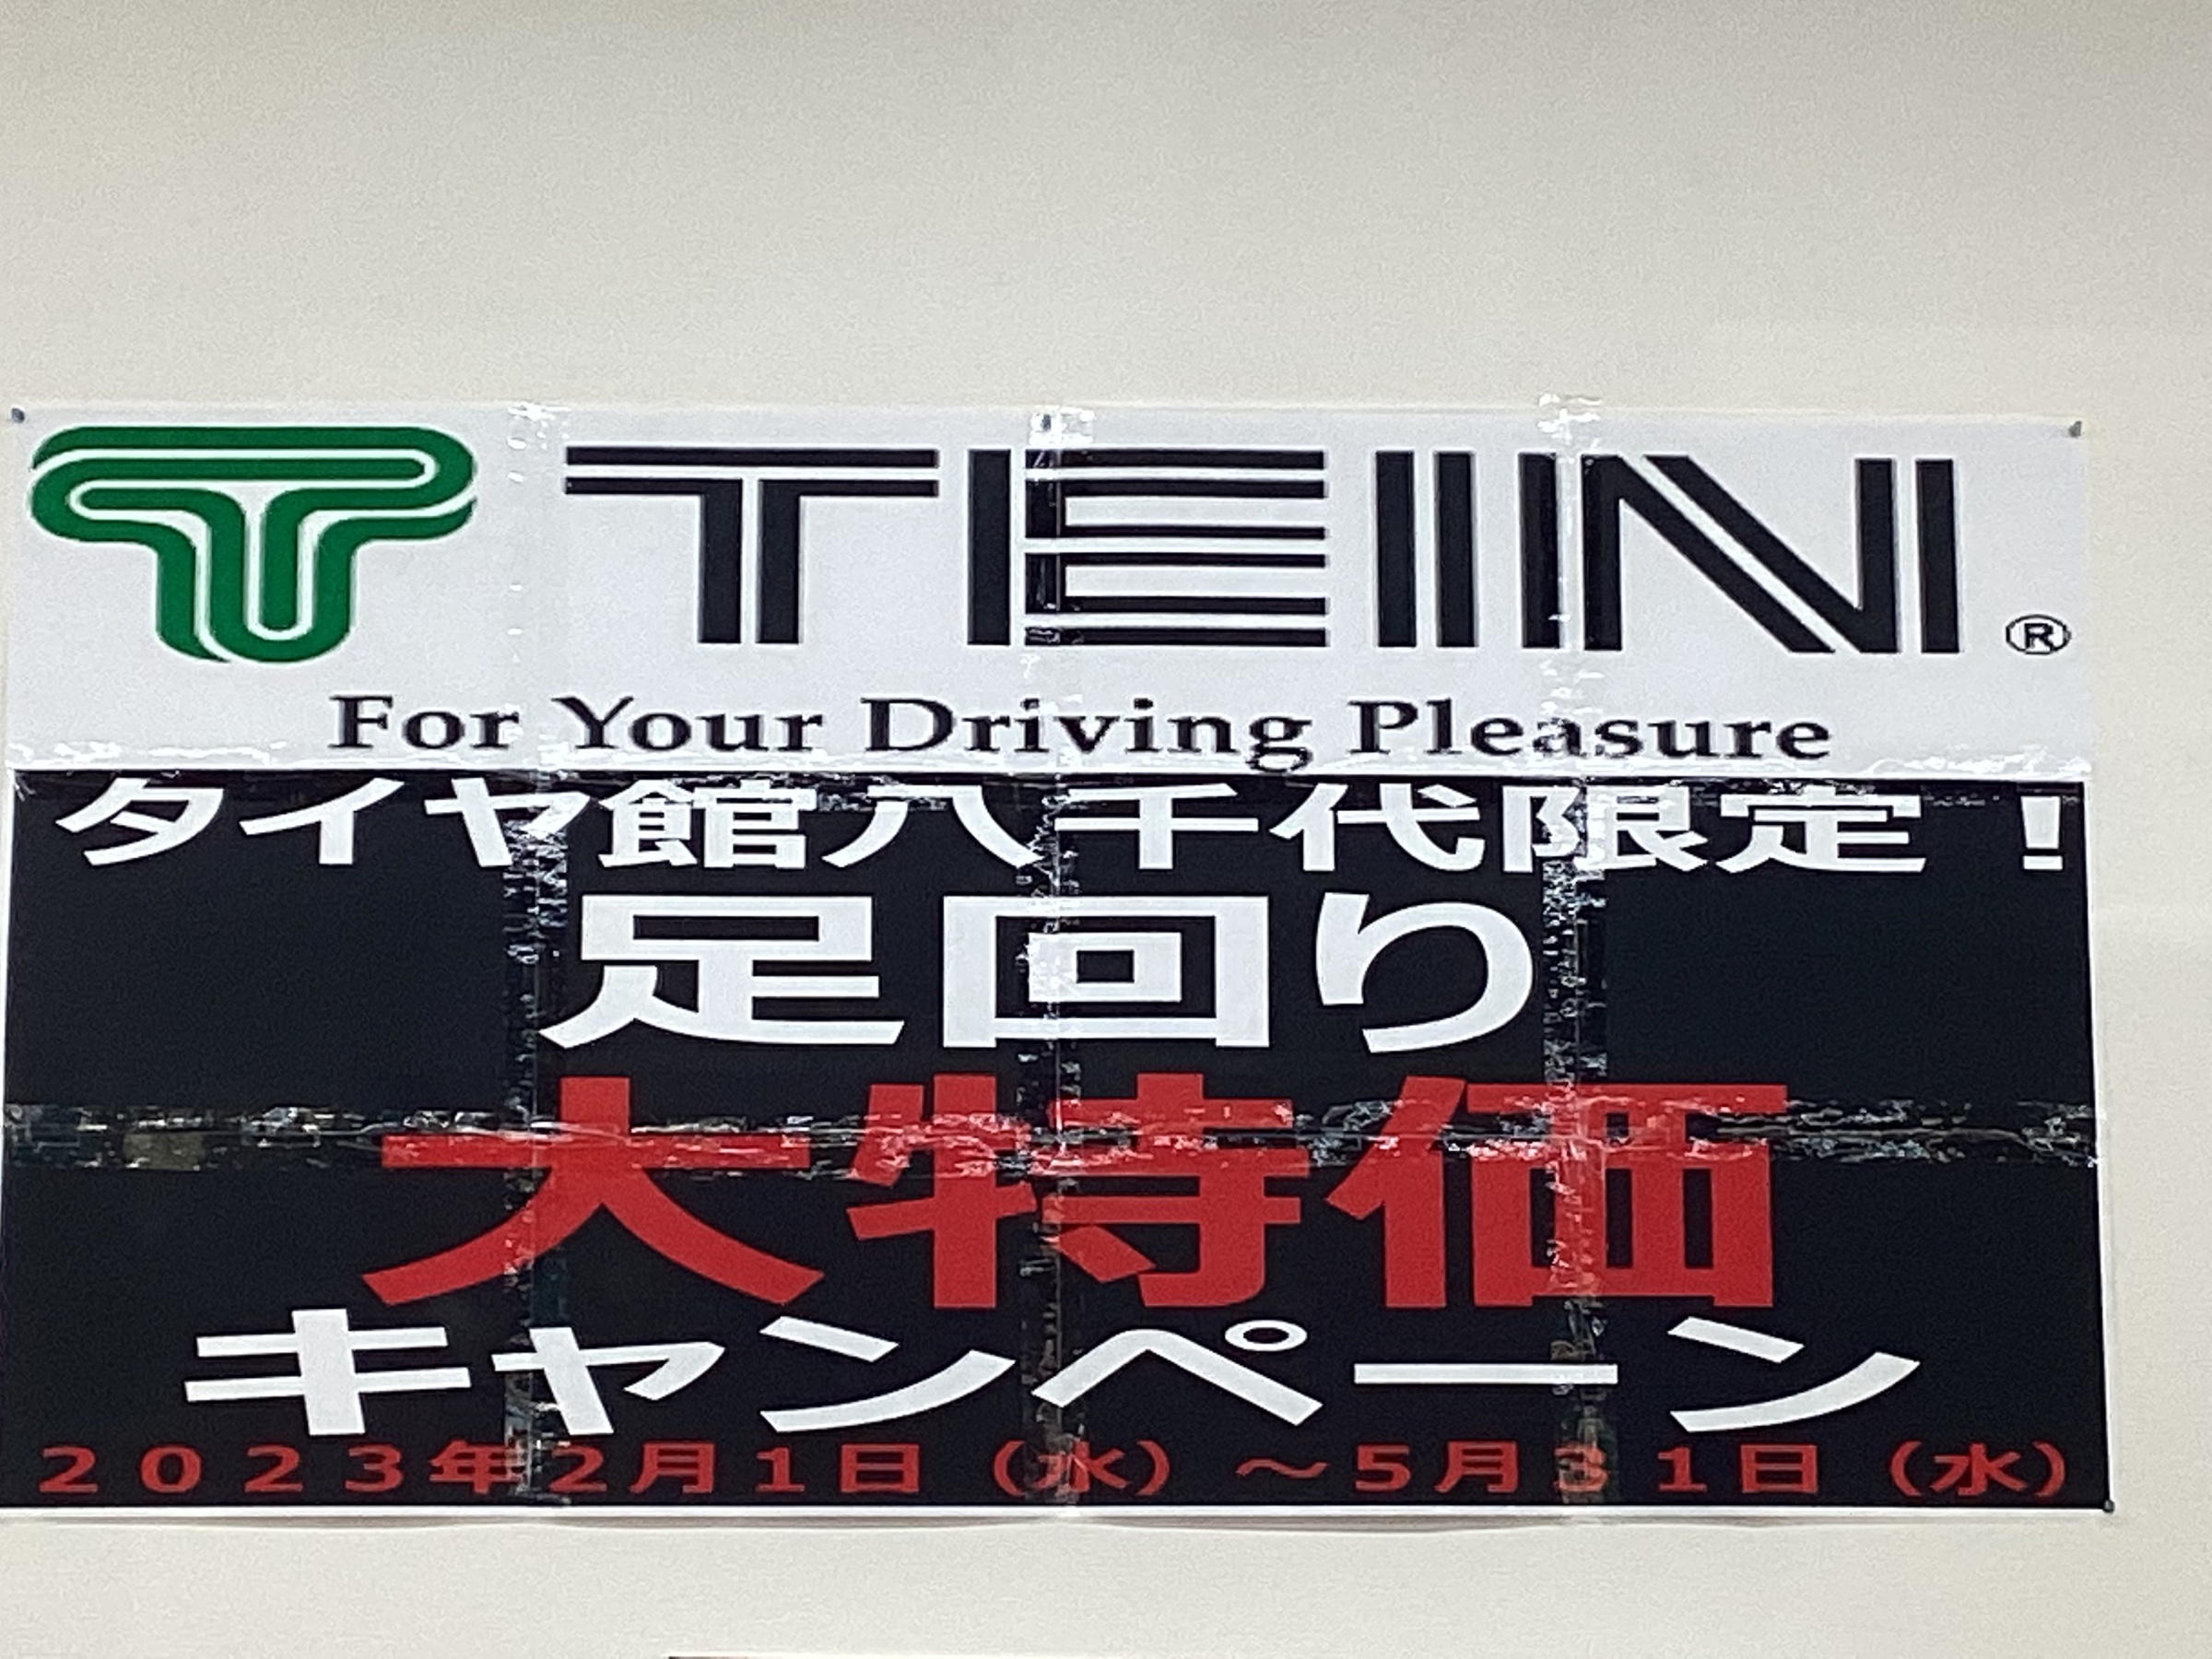 TEIN®
For Your Driving Pleasure
タイヤ館八千代限定！
足回り
大特価
キャンペーン
２０２３年２月１日（水）～５月３１日（水）